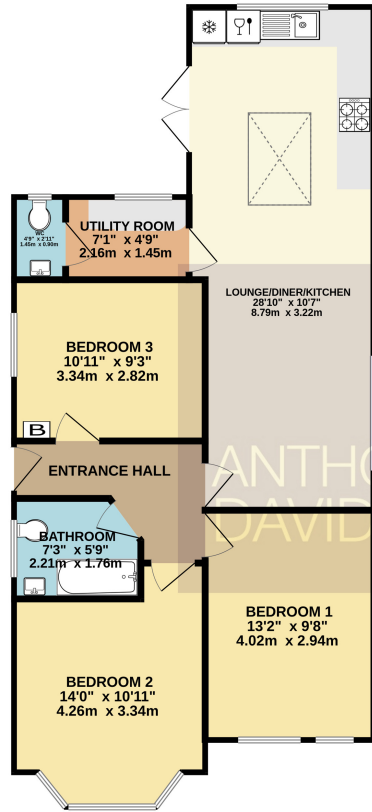 WC
4'9" x 2'11"
1.45m x 0.90m
UTILITY ROOM
7'1" x 4'9"
2.16m x 1.45m
LOUNGE/DINER/KITCHEN
28'10" x 10'7"
8.79m x 3.22m
BEDROOM 3
10'11" x 9'3"
3.34m x 2.82m
B
ENTRANCE HALL
ANTHO
DAVID
BATHROOM
7'3" x 5'9"
2.21m x 1.76m
BEDROOM 1
13'2" x 9'8"
4.02m x 2.94m
BEDROOM 2
14'0" x 10'11"
4.26m x 3.34m